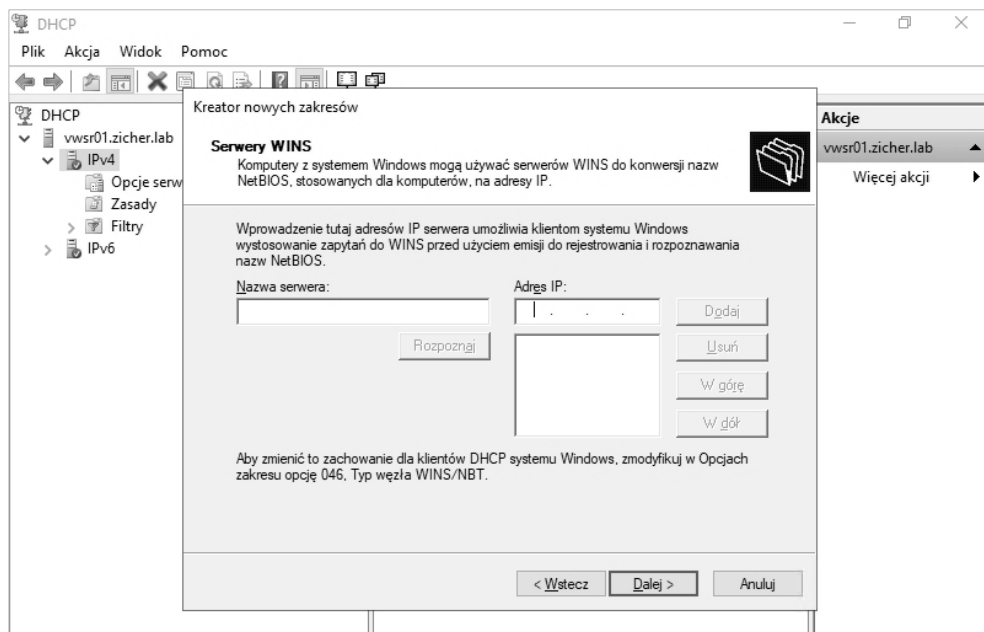 DHCP
Plik Akcja Widok Pomoc
DHCP
vwsr01.zicher.lab
IPv4
Opcje serw
Zasady
Filtry
IPv6
Kreator nowych zakresów
Serwery WINS
Komputery z systemem Windows mogą używać serwerów WINS do konwersji nazw
NetBIOS, stosowanych dla komputerów, na adresy IP.
Wprowadzenie tutaj adresów IP serwera umożliwia klientom systemu Windows
wystosowanie zapytań do WINS przed użyciem emisji do rejestrowania i rozpoznawania
nazw NetBIOS.
Nazwa serwera:
Adres IP:
Dodaj
Rozpoznaj
Usuń
W górę
W dół
Aby zmienić to zachowanie dla klientów DHCP systemu Windows, zmodyfikuj w Opcjach
zakresu opcję 046, Typ węzła WINS/NBT.
< Wstecz
Dalej >
Anuluj
Akcje
vwsr01.zicher.lab
Więcej akcji